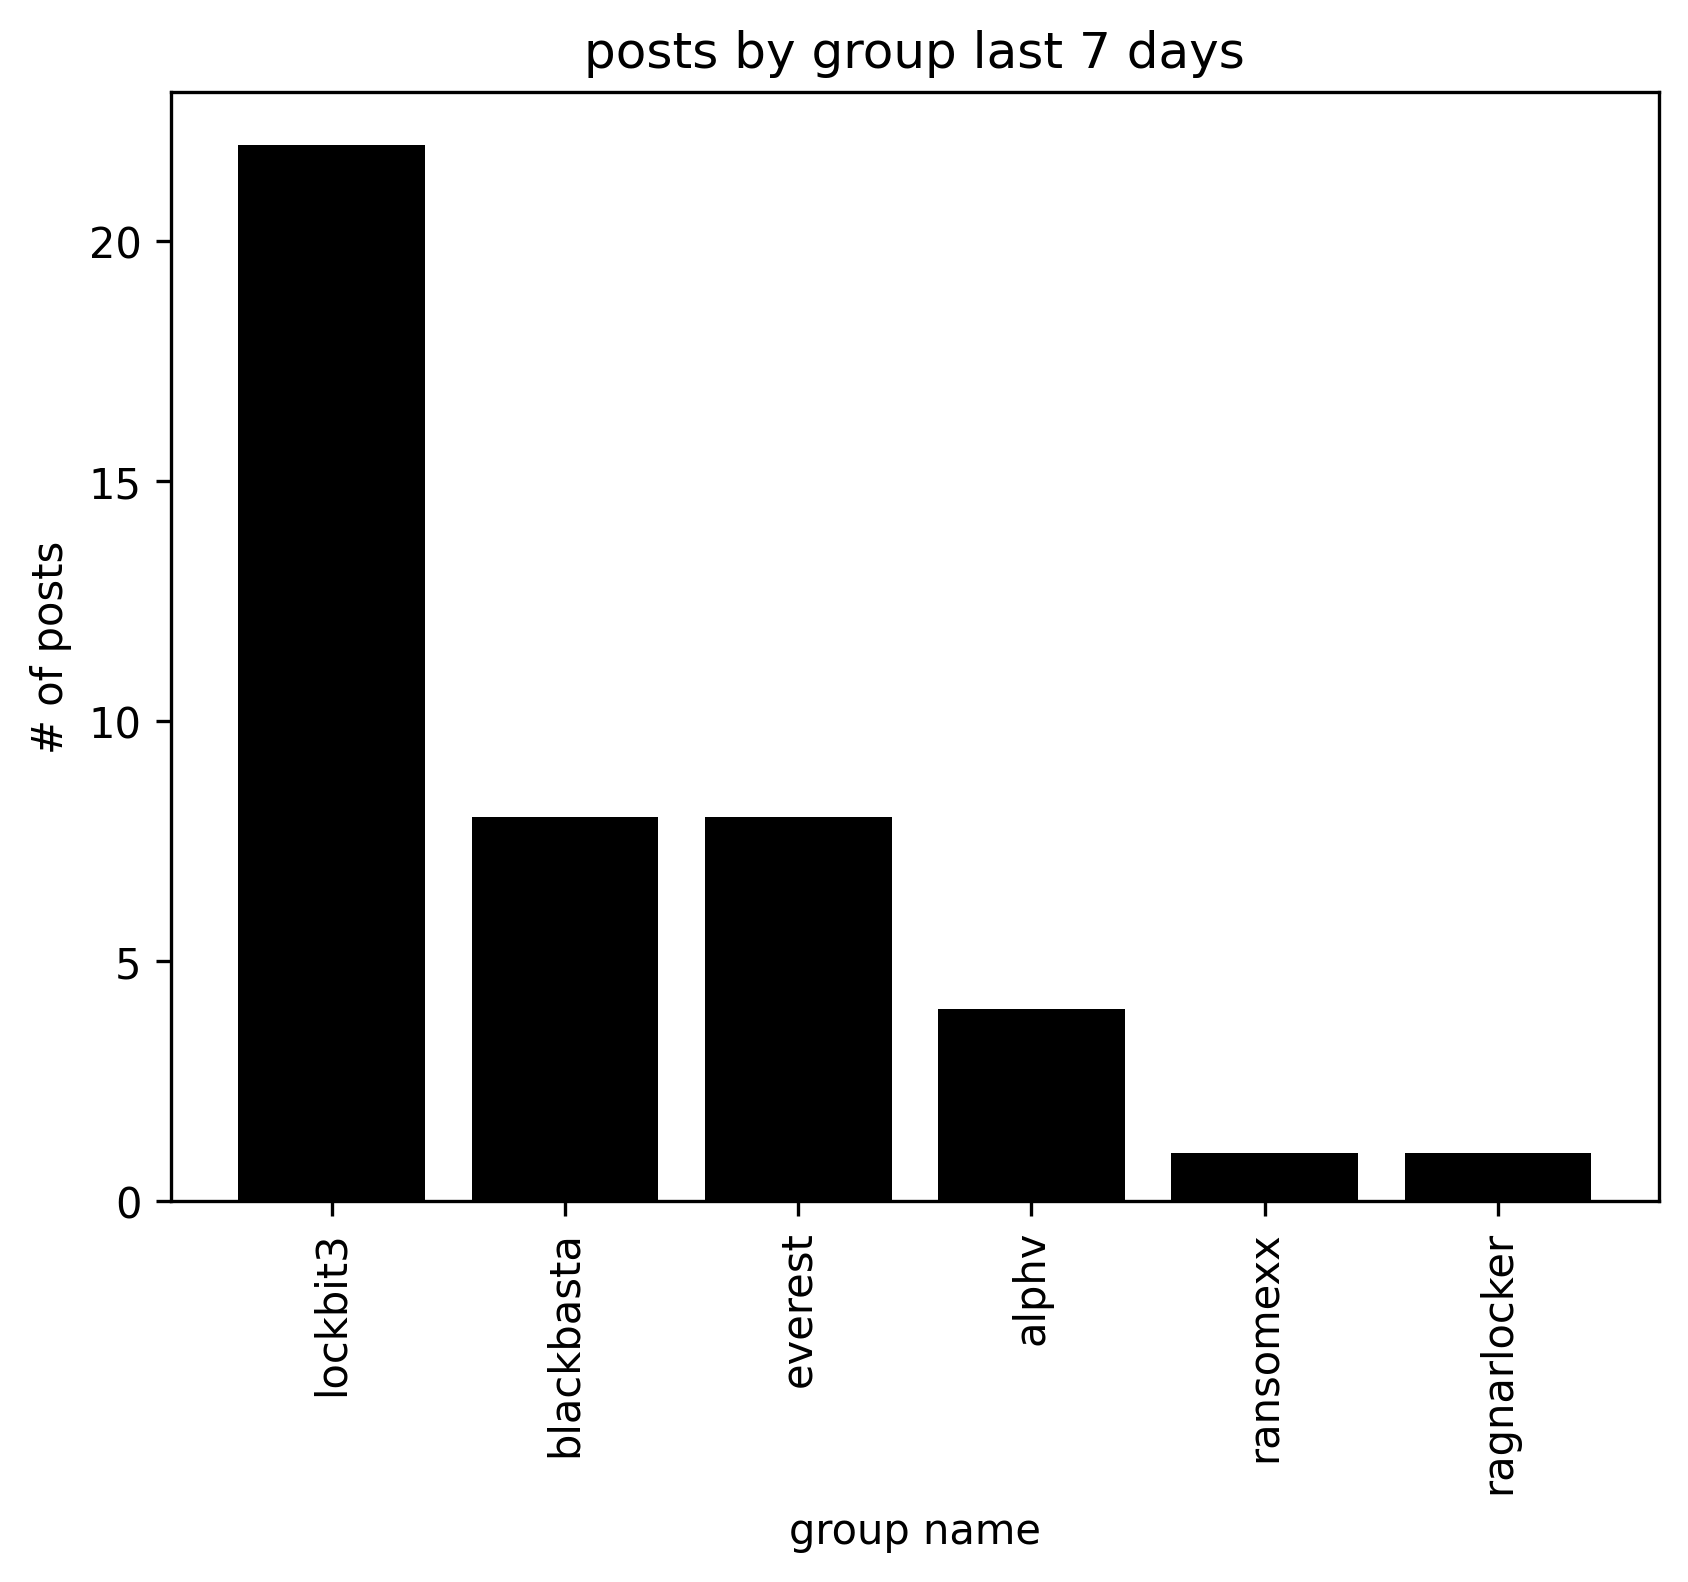 posts by group last 7 days
# of posts
20
15
10
5
0
lockbit3
blackbasta
everest
alphv
ransomexx
ragnarlocker
group name